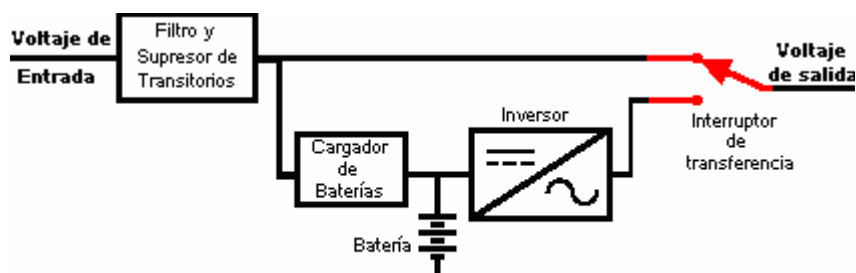 Voltaje de
Entrada
Filtro y
Supresor de
Transitorios
Voltaje
de salida
Interruptor
de
transferencia
Inversor
Cargador
de
Baterías
Batería